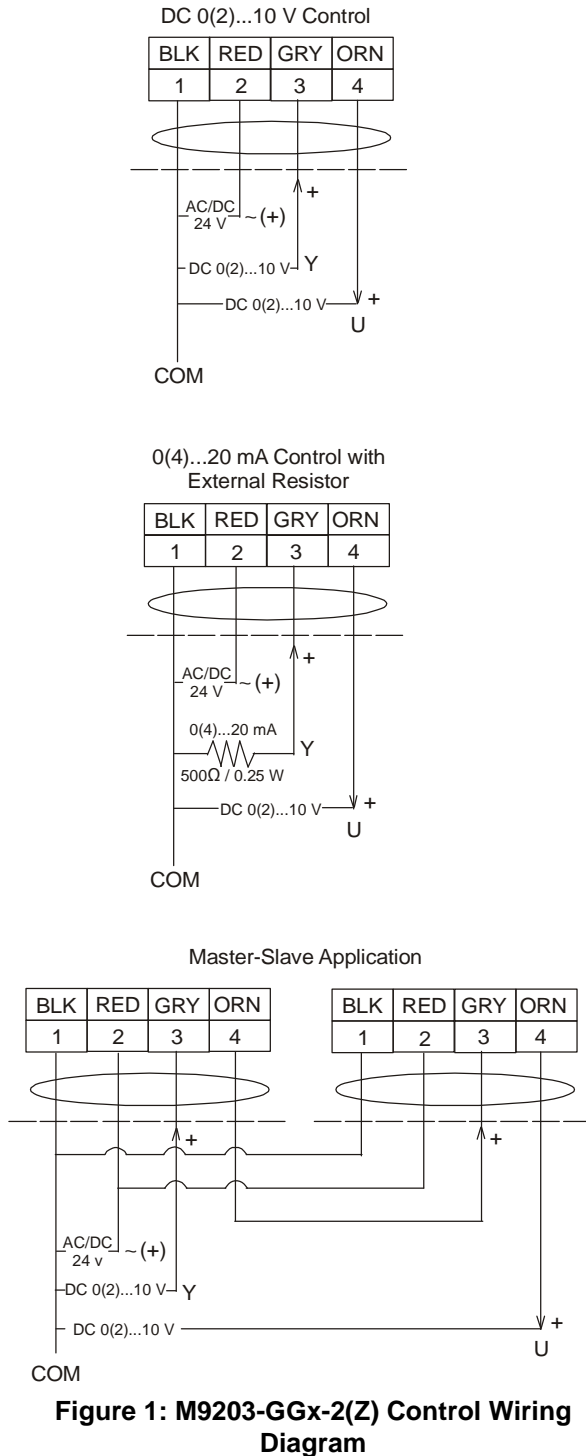 DC 0(2)...10 V Control
BLK RED GRY ORN
1 2 3 4
+
AC/DC
24 V ~ (+)
DC 0(2)...10 V Y
DC 0(2)...10 V +
U
COM
0(4)...20 mA Control with
External Resistor
BLK RED GRY ORN
1 2 3 4
+
AC/DC
24 V ~ (+)
0(4)...20 mA
Y
500Ω / 0.25 W
DC 0(2)...10 V +
U
COM
Master-Slave Application
BLK RED GRY ORN BLK RED GRY ORN
1 2 3 4 1 2 3 4
+ +
AC/DC
24 v ~ (+)
DC 0(2)...10 V Y
DC 0(2)...10 V +
U
COM
Figure 1: M9203-GGx-2(Z) Control Wiring
Diagram